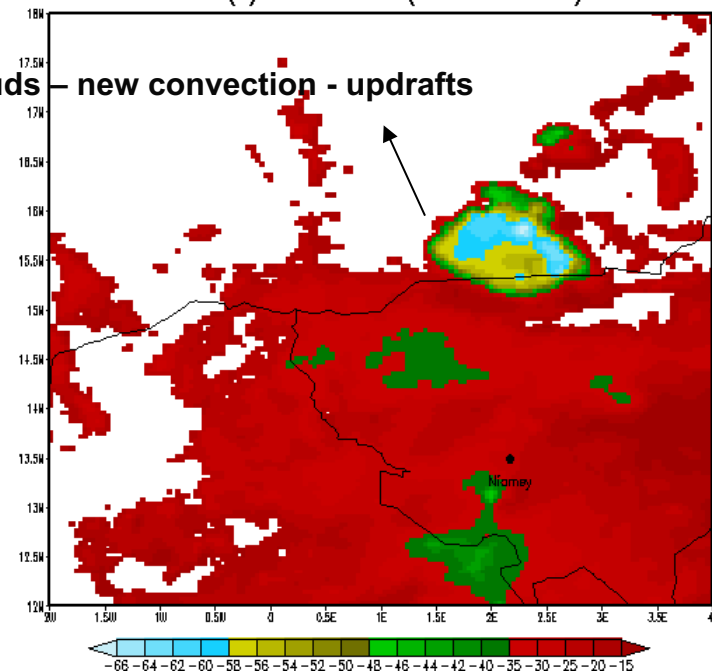 18N
17.5N
uds – new convection - updrafts
17N
16.5N
16N
15.5N
15N
14.5N
14N
13.5N
Niamey
13N
12.5N
12N
1.5W 1W 0.5W 0 0.5E 1E 1.5E 2E 2.5E 3E 3.5E
-66 -64 -62 -60 -58 -56 -54 -52 -50 -48 -46 -44 -42 -40 -35 -30 -25 -20 -15